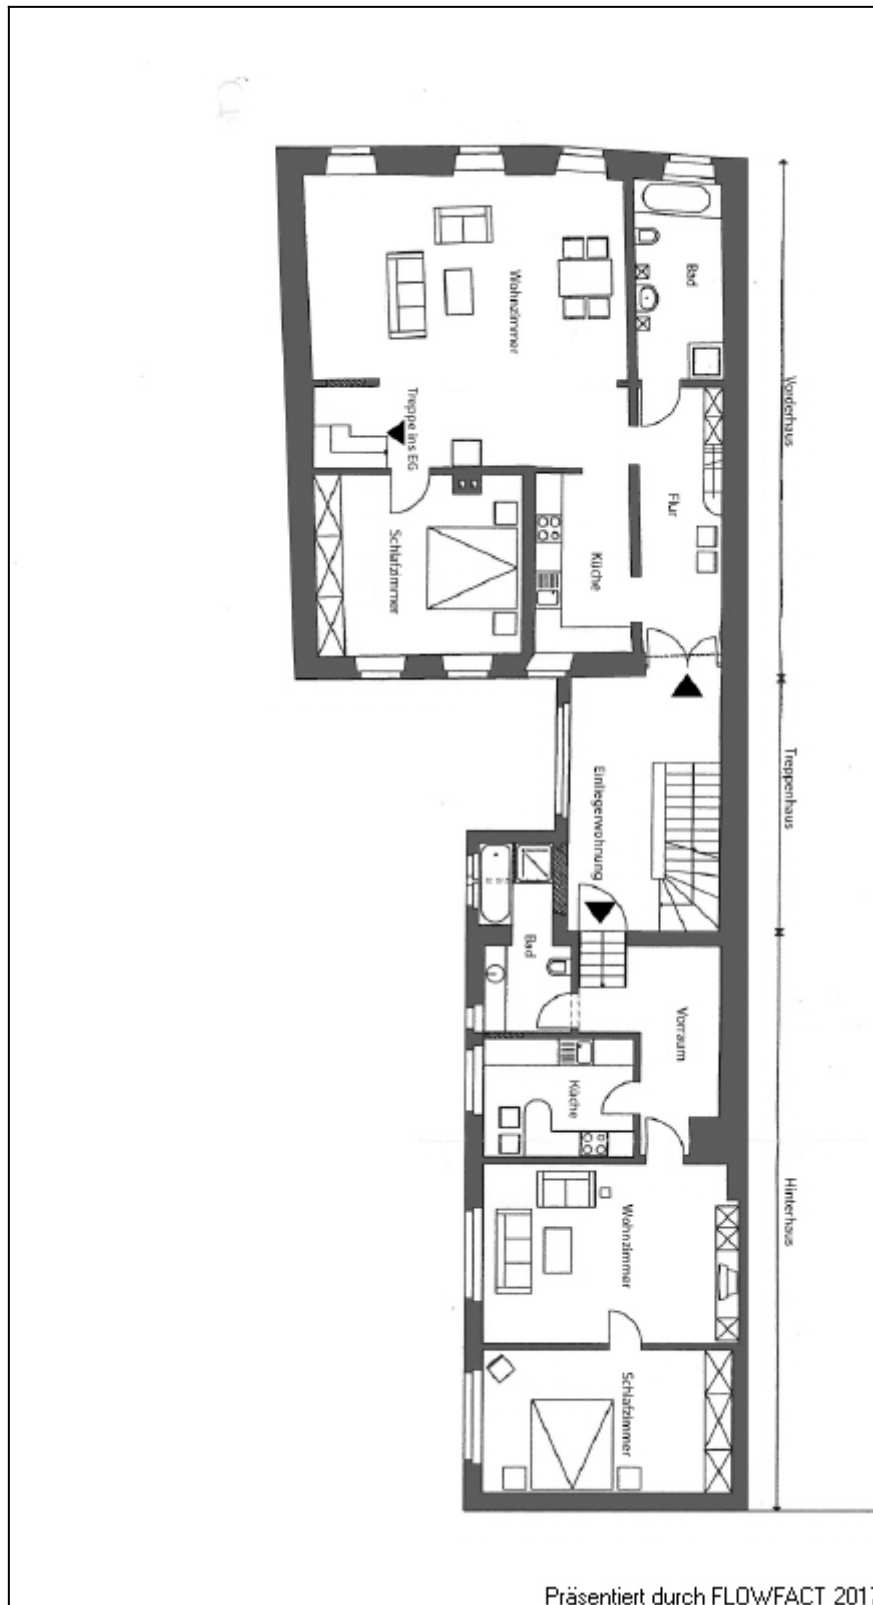 Bad
Wohnzimmer
Vorderhaus
Treppe ins EG
Flur
Schlafzimmer
Küche
Treppenhaus
Einliegerwohnung
Bad
Vorraum
Küche
Hinterhaus
Wohnzimmer
Schlafzimmer
Präsentiert durch FLOWFACT 2017